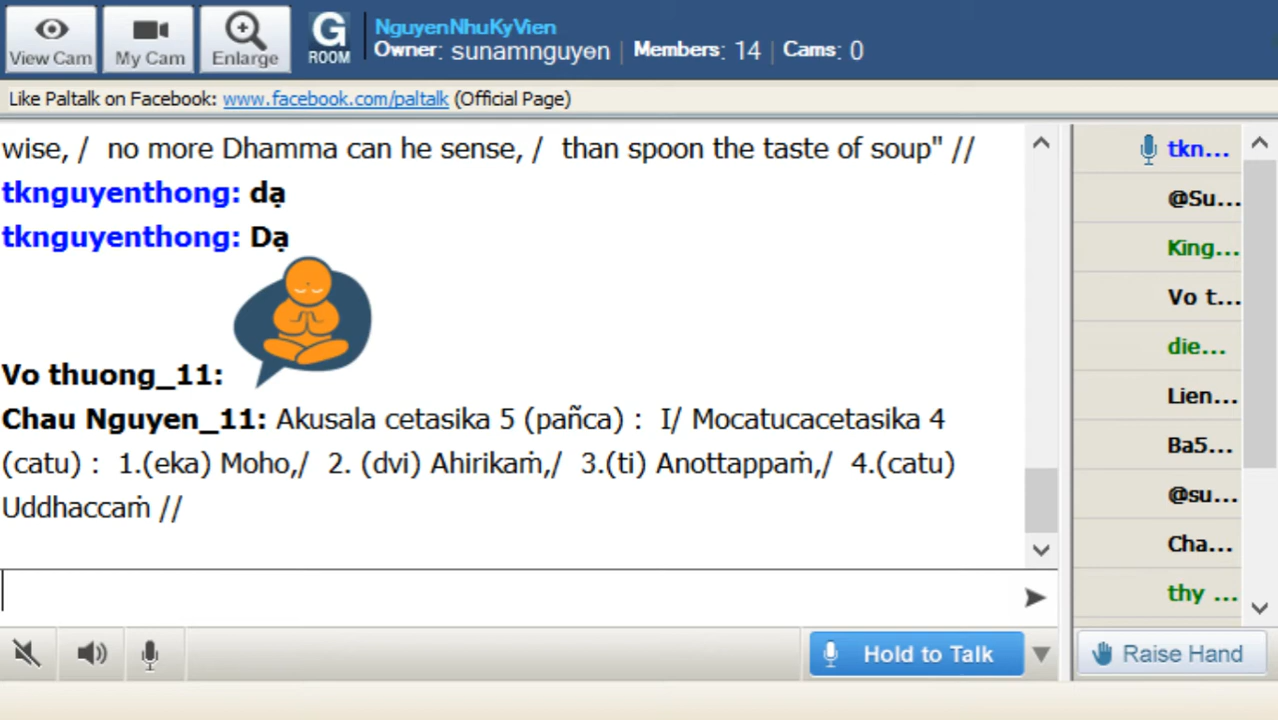 View Cam
My Cam
Enlarge
G
ROOM
NguyenNhuKyVien
Owner: sunamnguyen | Members: 14 | Cams: 0
Like Paltalk on Facebook: www.facebook.com/paltalk (Official Page)
wise, / no more Dhamma can he sense, / than spoon the taste of soup" //
tknguyenthong: dạ
tknguyenthong: Dạ
Vo thuong_11:
Chau Nguyen_11: Akusala cetasika 5 (pañca) : I/ Mocatucacetasika 4
(catu) : 1.(eka) Moho,/ 2. (dvi) Ahirikaṁ,/ 3.(ti) Anottappaṁ,/ 4.(catu)
Uddhaccaṁ //
tkn...
@Su...
King...
Vo t...
die...
Lien...
Ba5...
@su...
Cha...
thy ...
Hold to Talk
Raise Hand